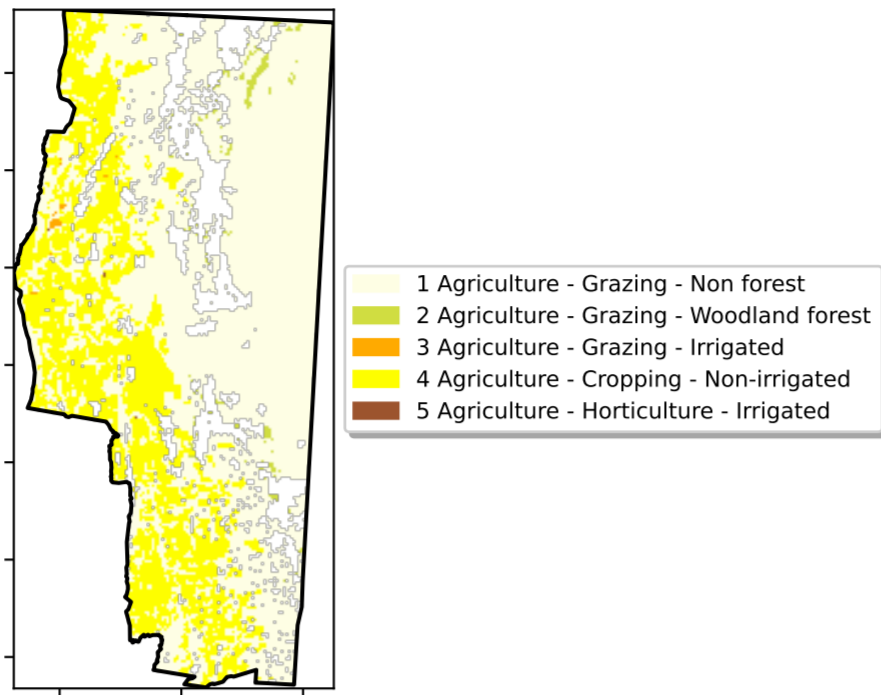 1 Agriculture - Grazing - Non forest
2 Agriculture - Grazing - Woodland forest
3 Agriculture - Grazing - Irrigated
4 Agriculture - Cropping - Non-irrigated
5 Agriculture - Horticulture - Irrigated